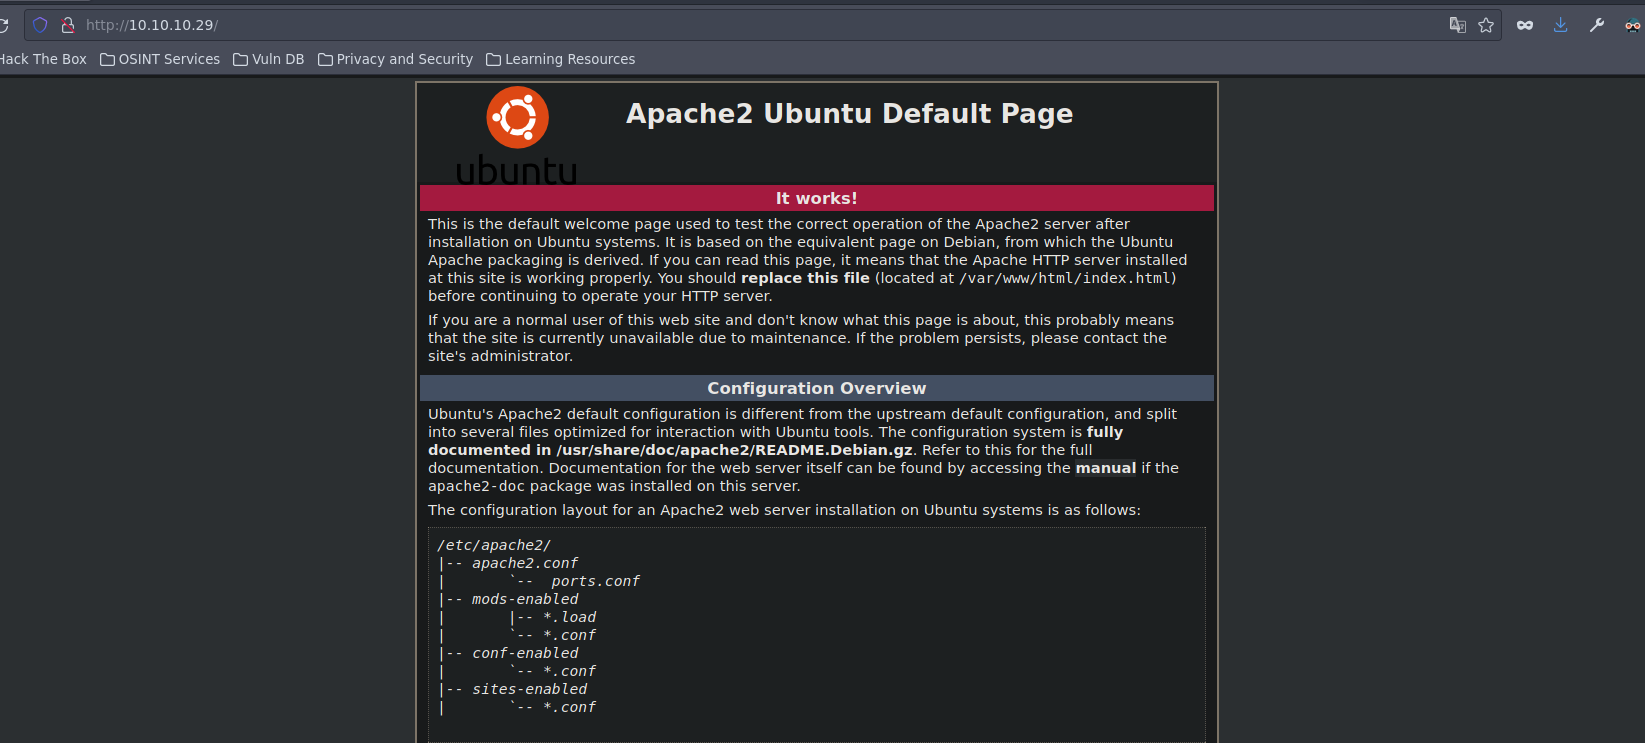 http://10.10.10.29/
Hack The Box OSINT Services Vuln DB Privacy and Security Learning Resources
ubuntu
Apache2 Ubuntu Default Page
It works!
This is the default welcome page used to test the correct operation of the Apache2 server after
installation on Ubuntu systems. It is based on the equivalent page on Debian, from which the Ubuntu
Apache packaging is derived. If you can read this page, it means that the Apache HTTP server installed
at this site is working properly. You should replace this file (located at /var/www/html/index.html)
before continuing to operate your HTTP server.
If you are a normal user of this web site and don't know what this page is about, this probably means
that the site is currently unavailable due to maintenance. If the problem persists, please contact the
site's administrator.
Configuration Overview
Ubuntu's Apache2 default configuration is different from the upstream default configuration, and split
into several files optimized for interaction with Ubuntu tools. The configuration system is fully
documented in /usr/share/doc/apache2/README.Debian.gz. Refer to this for the full
documentation. Documentation for the web server itself can be found by accessing the manual if the
apache2-doc package was installed on this server.
The configuration layout for an Apache2 web server installation on Ubuntu systems is as follows:
/etc/apache2/
|-- apache2.conf
|       `--  ports.conf
|-- mods-enabled
|       |-- *.load
|       `-- *.conf
|-- conf-enabled
|       `-- *.conf
|-- sites-enabled
|       `-- *.conf